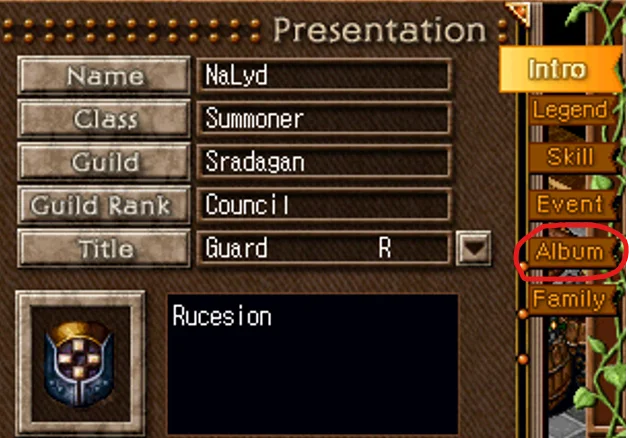 Presentation
Intro
Name NaLyd
Legend
Class Summoner
Skill
Guild Sradagan
Event
Guild Rank Council
Album
Title Guard R
Family
Rucesion